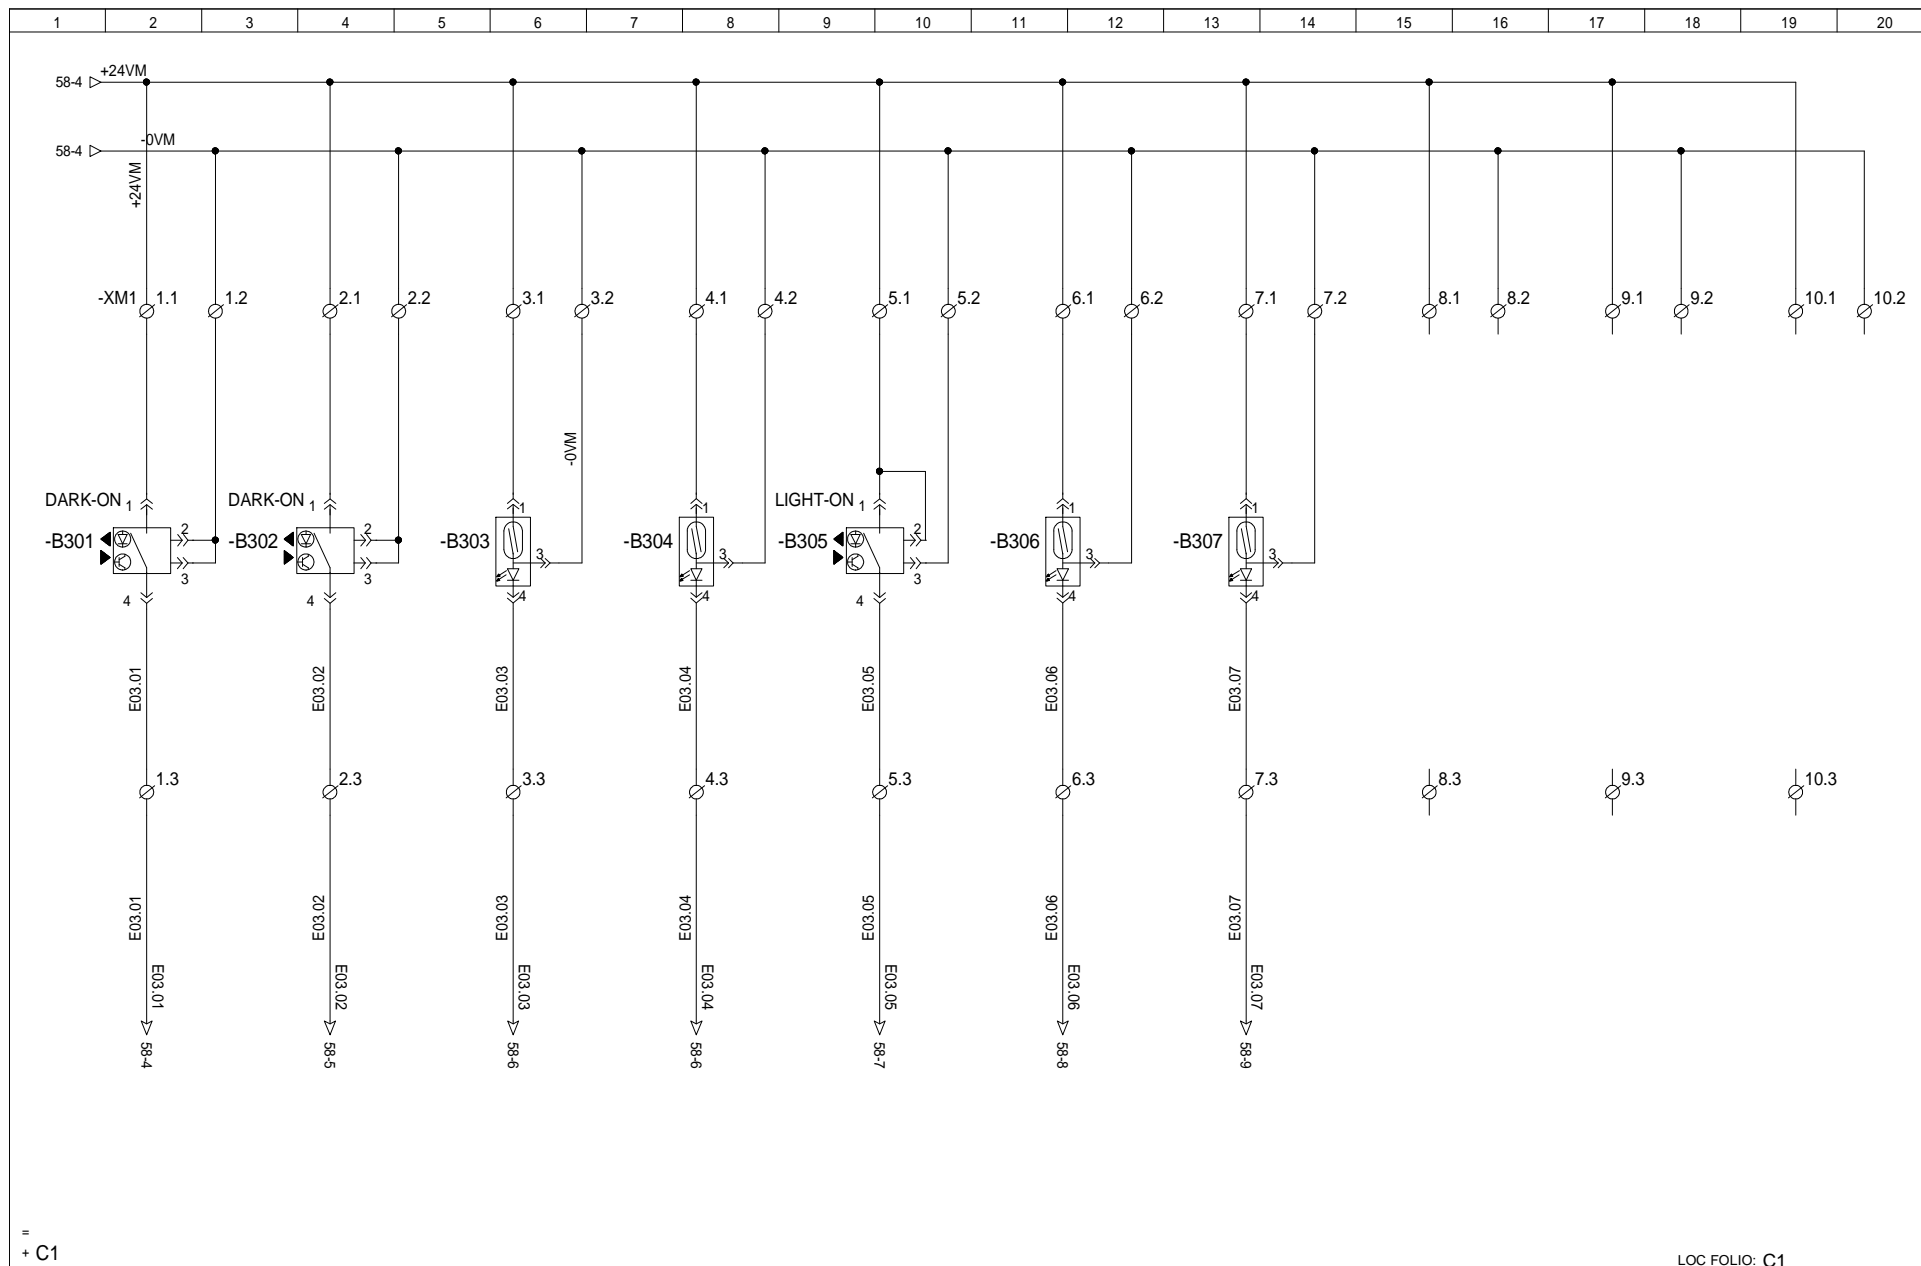 1 2 3 4 5 6 7 8 9 10 11 12 13 14 15 16 17 18 19 20
58-4 +24VM
58-4 -0VM
+24VM
-XM1 1.1 1.2 2.1 2.2 3.1 3.2 4.1 4.2 5.1 5.2 6.1 6.2 7.1 7.2 8.1 8.2 9.1 9.2 10.1 10.2
-0VM
DARK-ON 1 DARK-ON 1 1 1 LIGHT-ON 1 1 1
2 2 2
-B301 -B302 -B303 -B304 -B305 -B306 -B307
3 3 3 3 3
3 3 3
4 4 4 4 4 4 4
E03.01 E03.02 E03.03 E03.04 E03.05 E03.06 E03.07
1.3 2.3 3.3 4.3 5.3 6.3 7.3 8.3 9.3 10.3
E03.01 E03.02 E03.03 E03.04 E03.05 E03.06 E03.07
E03.01 E03.02 E03.03 E03.04 E03.05 E03.06 E03.07
58-4 58-5 58-6 58-6 58-7 58-8 58-9
=
+ C1
LOC FOLIO: C1